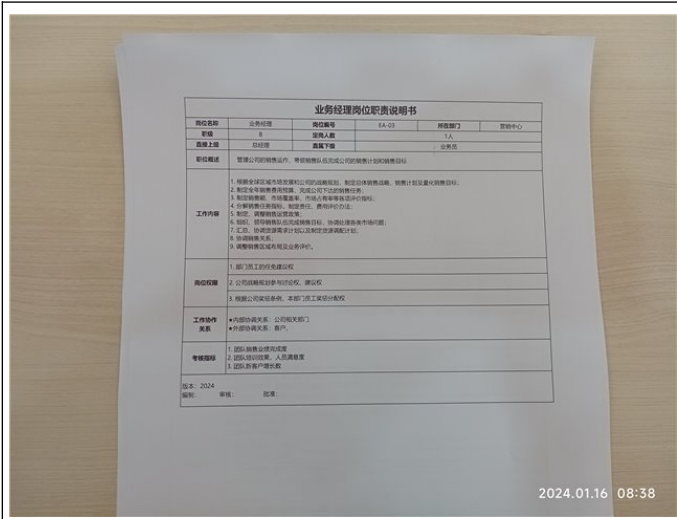 业务经理岗位职责说明书
岗位名称 业务经理 岗位编号 EA-03 所在部门 营销中心
职级 B 定岗人数 1人
直接上级 总经理 直属下级 业务员
职位概述 管理公司的销售运作，带领销售队伍完成公司的销售计划和销售目标
工作内容
1. 根据全球区域市场发展和公司的战略规划，制定总体销售战略、销售计划及量化销售目标；
2. 制定全年销售费用预算，完成公司下达的销售任务；
3. 制定销售额、市场覆盖率、市场占有率等各项评价指标；
4. 分解销售任务指标，制定责任、费用评价办法；
5. 制定、调整销售运营政策；
6. 组织、领导销售队伍完成销售目标，协调处理各类市场问题；
7. 汇总、协调货源需求计划以及制定货源调配计划；
8. 协调销售关系；
9. 调整销售区域布局及业务评价。
岗位权限
1. 部门员工的任免建议权
2. 公司战略规划参与讨论权、建议权
3. 根据公司奖惩条例，本部门员工奖惩分配权
工作协作
关系
★内部协调关系：公司相关部门
★外部协调关系：客户、
考核指标
1. 团队销售业绩完成度
2. 团队培训效果、人员满意度
3. 团队新客户增长数
版本：2024
编制： 审核： 批准：
2024.01.16 08:38